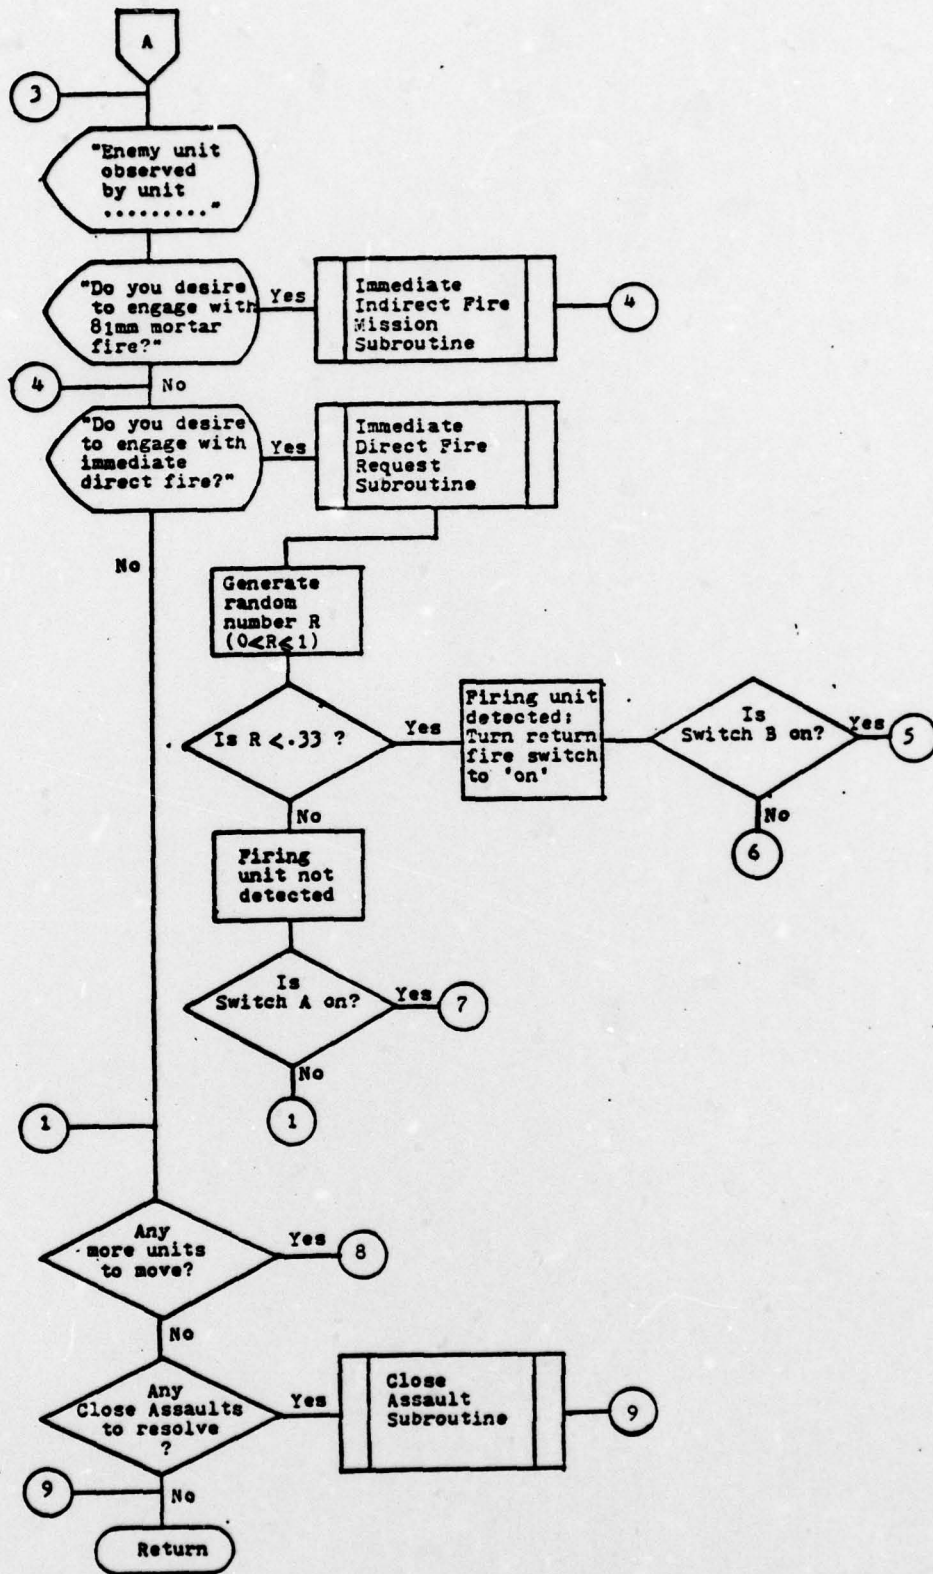 A
3
"Enemy unit
observed
by unit
........."
"Do you desire
to engage with
81mm mortar
fire?"
Yes
Immediate
Indirect Fire
Mission
Subroutine
4
4
No
"Do you desire
to engage with
immediate
direct fire?"
Yes
Immediate
Direct Fire
Request
Subroutine
No
Generate
random
number R
(0<R≤1)
Is R <.33 ?
Yes
Firing unit
detected:
Turn return
fire switch
to 'on'
Is
Switch B on?
Yes
5
No
6
No
Firing
unit not
detected
Is
Switch A on?
Yes
7
No
1
1
Any
more units
to move?
Yes
8
No
Any
Close Assaults
to resolve
?
Yes
Close
Assault
Subroutine
9
9
No
Return